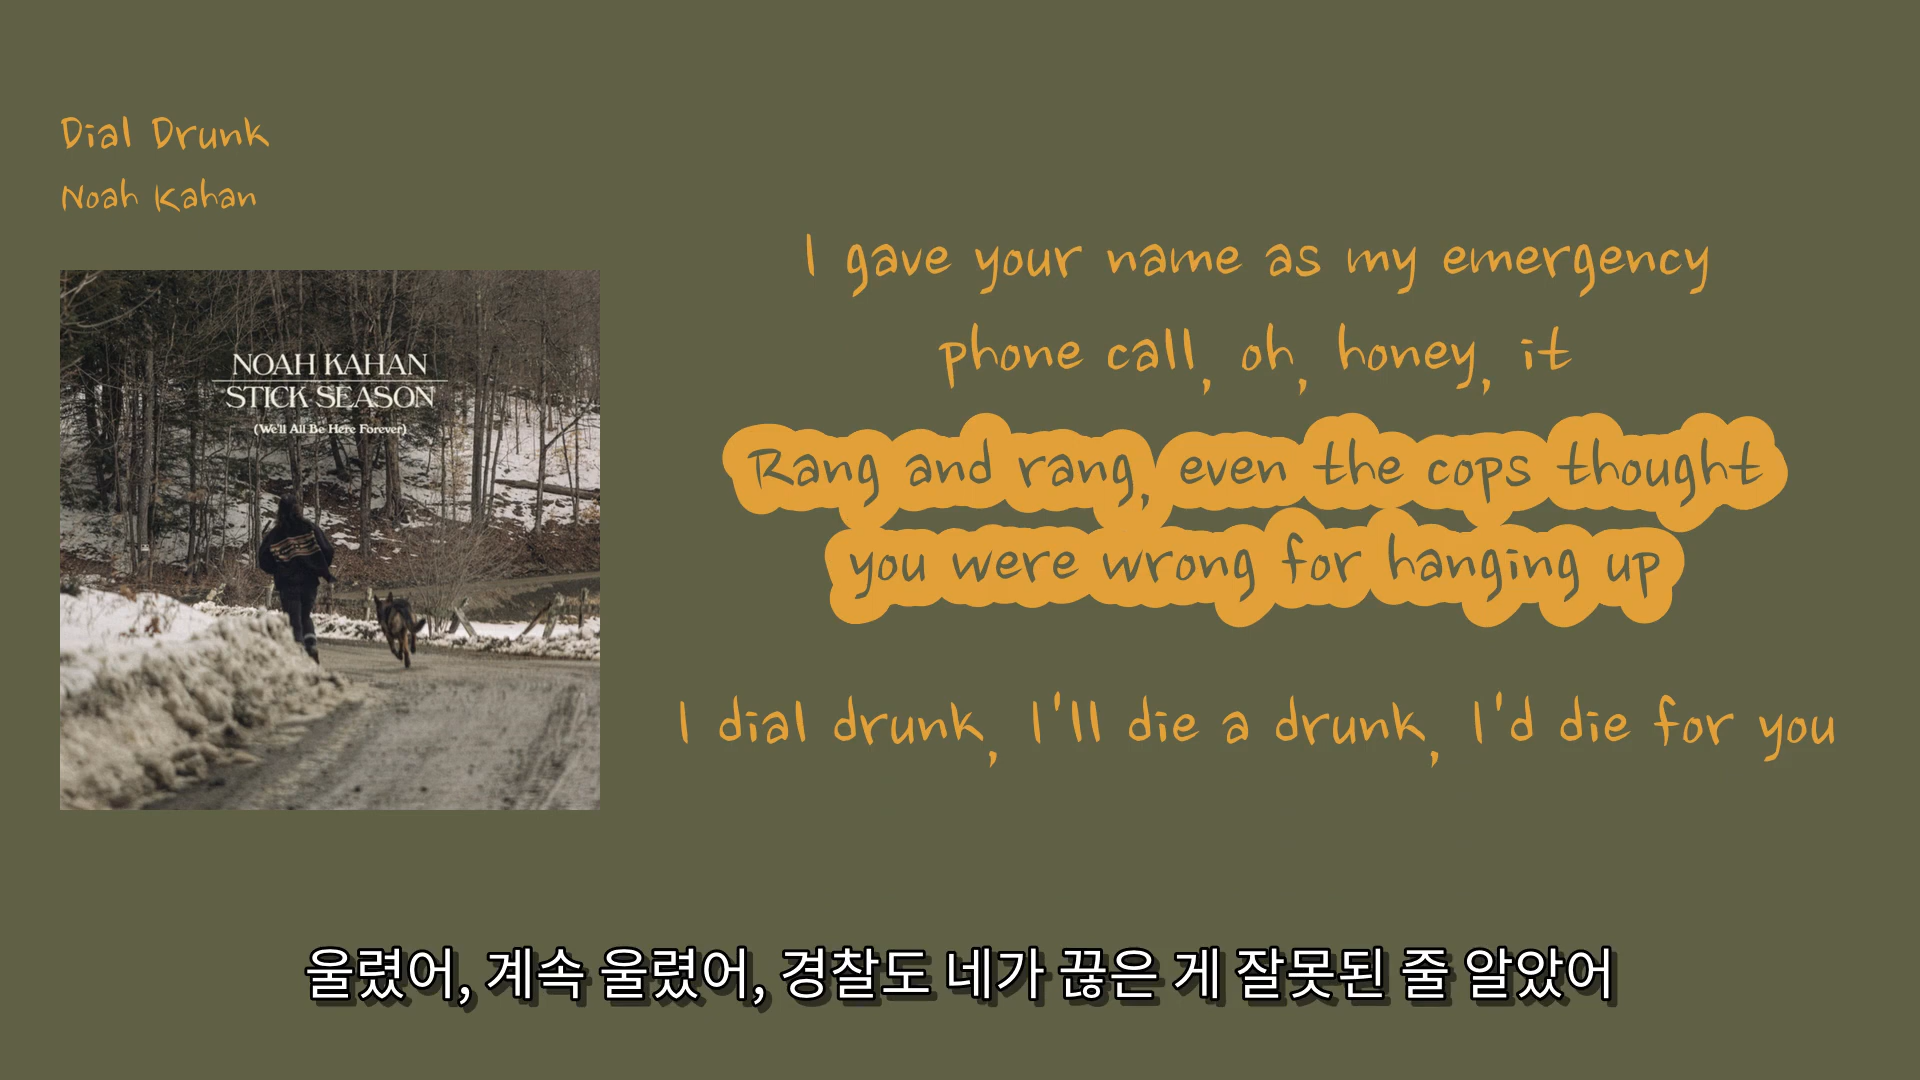 Dial Drunk
Noah Kahan
NOAH KAHAN
STICK SEASON
(We'll All Be Here Forever)
I gave your name as my emergency
phone call, oh, honey, it
Rang and rang, even the cops thought
you were wrong for hanging up
I dial drunk, I'll die a drunk, I'd die for you
울렸어, 계속 울렸어, 경찰도 네가 끊은 게 잘못된 줄 알았어